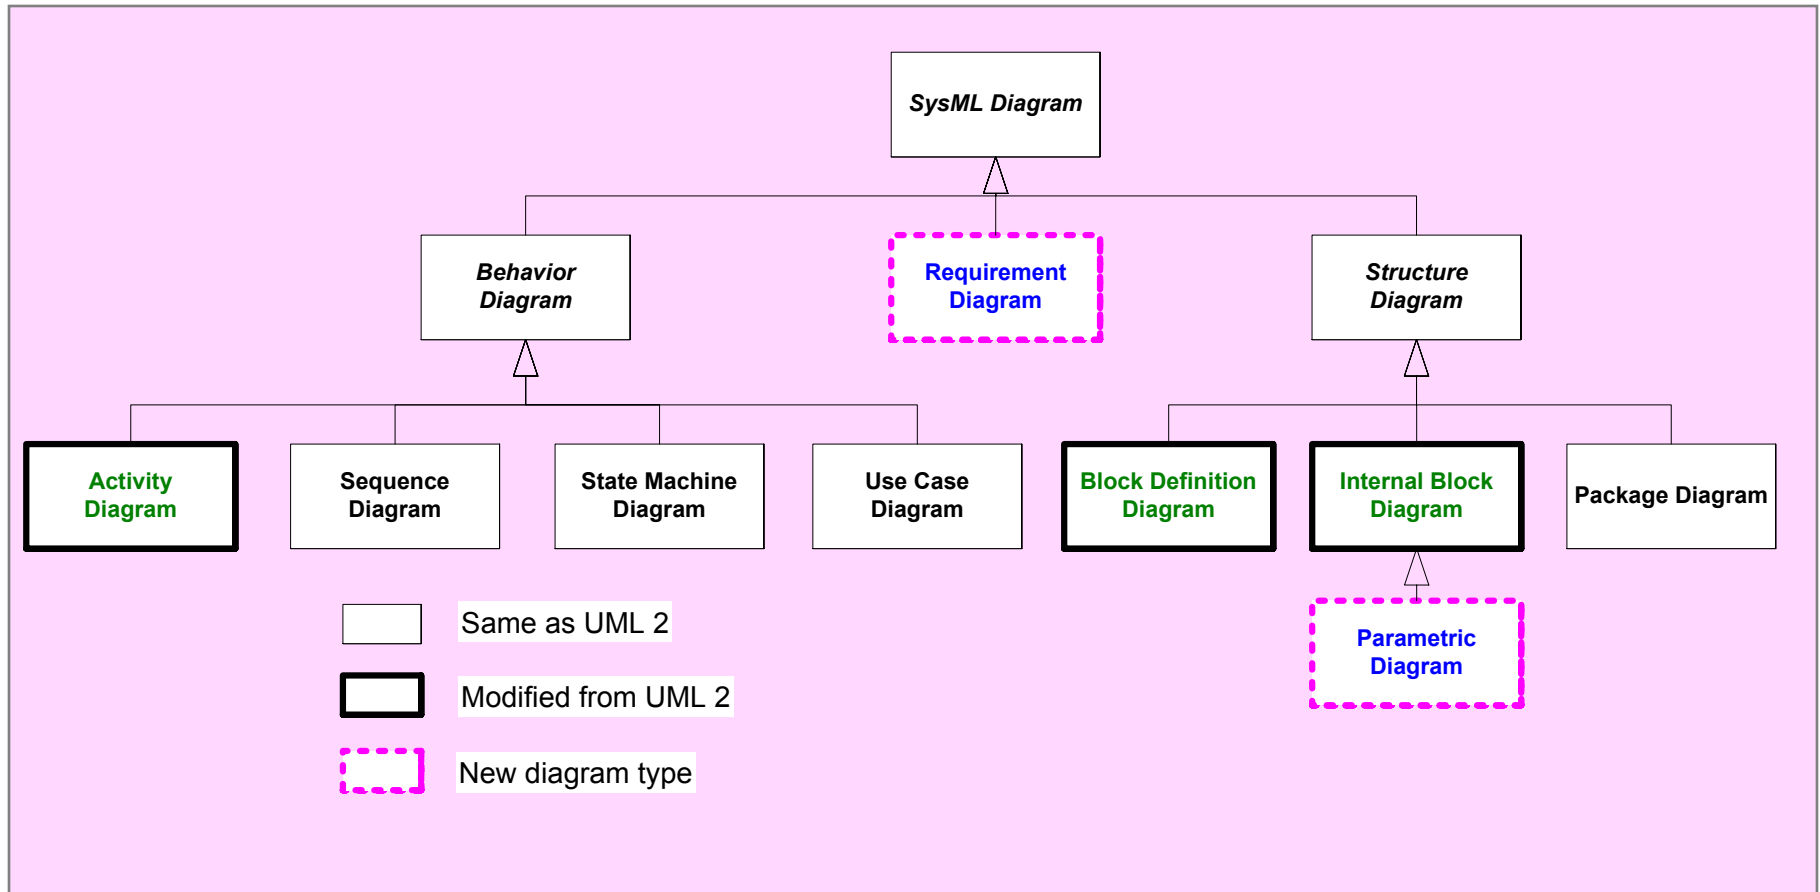 SysML Diagram
Behavior
Diagram
Requirement
Diagram
Structure
Diagram
Activity
Diagram
Sequence
Diagram
State Machine
Diagram
Use Case
Diagram
Block Definition
Diagram
Internal Block
Diagram
Package Diagram
Parametric
Diagram
Same as UML 2
Modified from UML 2
New diagram type